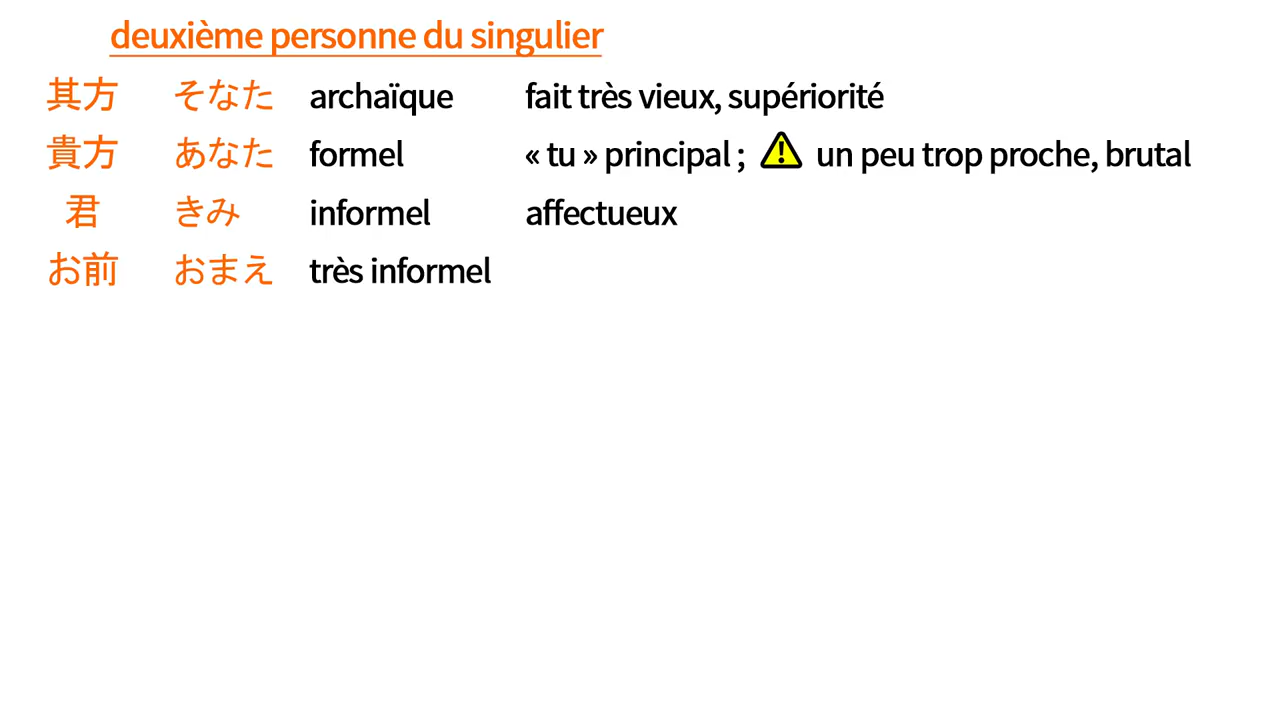 deuxième personne du singulier
其方 そなた archaïque fait très vieux, supériorité
貴方 あなた formel « tu » principal ; un peu trop proche, brutal
君 きみ informel affectueux
お前 おまえ très informel